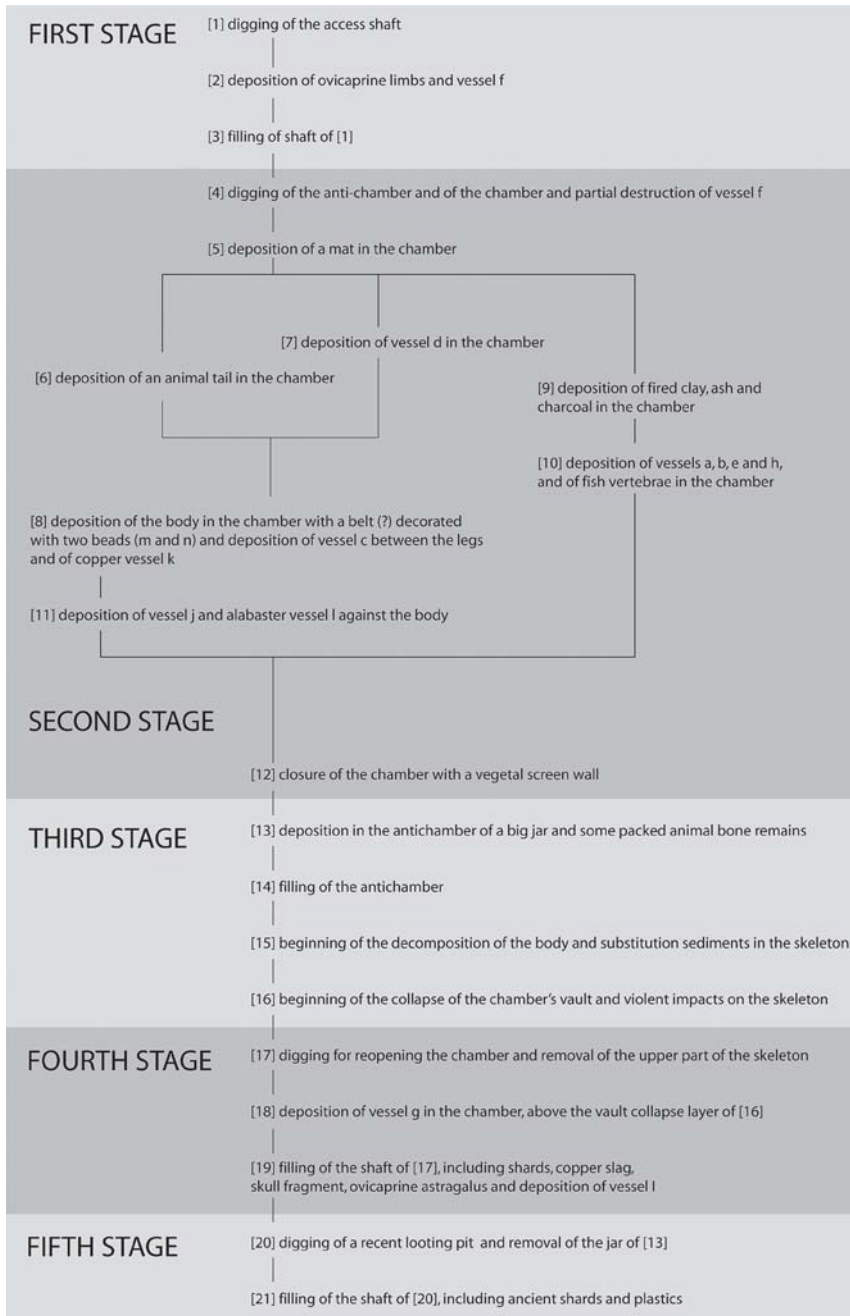 FIRST STAGE
[1] digging of the access shaft
[2] deposition of ovicaprine limbs and vessel f
[3] filling of shaft of [1]
[4] digging of the anti-chamber and of the chamber and partial destruction of vessel f
[5] deposition of a mat in the chamber
[7] deposition of vessel d in the chamber
[6] deposition of an animal tail in the chamber
[9] deposition of fired clay, ash and
charcoal in the chamber
[10] deposition of vessels a, b, e and h,
and of fish vertebrae in the chamber
[8] deposition of the body in the chamber with a belt (?) decorated
with two beads (m and n) and deposition of vessel c between the legs
and of copper vessel k
[11] deposition of vessel j and alabaster vessel l against the body
SECOND STAGE
[12] closure of the chamber with a vegetal screen wall
THIRD STAGE
[13] deposition in the antichamber of a big jar and some packed animal bone remains
[14] filling of the antichamber
[15] beginning of the decomposition of the body and substitution sediments in the skeleton
[16] beginning of the collapse of the chamber's vault and violent impacts on the skeleton
FOURTH STAGE
[17] digging for reopening the chamber and removal of the upper part of the skeleton
[18] deposition of vessel g in the chamber, above the vault collapse layer of [16]
[19] filling of the shaft of [17], including shards, copper slag,
skull fragment, ovicaprine astragalus and deposition of vessel I
FIFTH STAGE
[20] digging of a recent looting pit and removal of the jar of [13]
[21] filling of the shaft of [20], including ancient shards and plastics